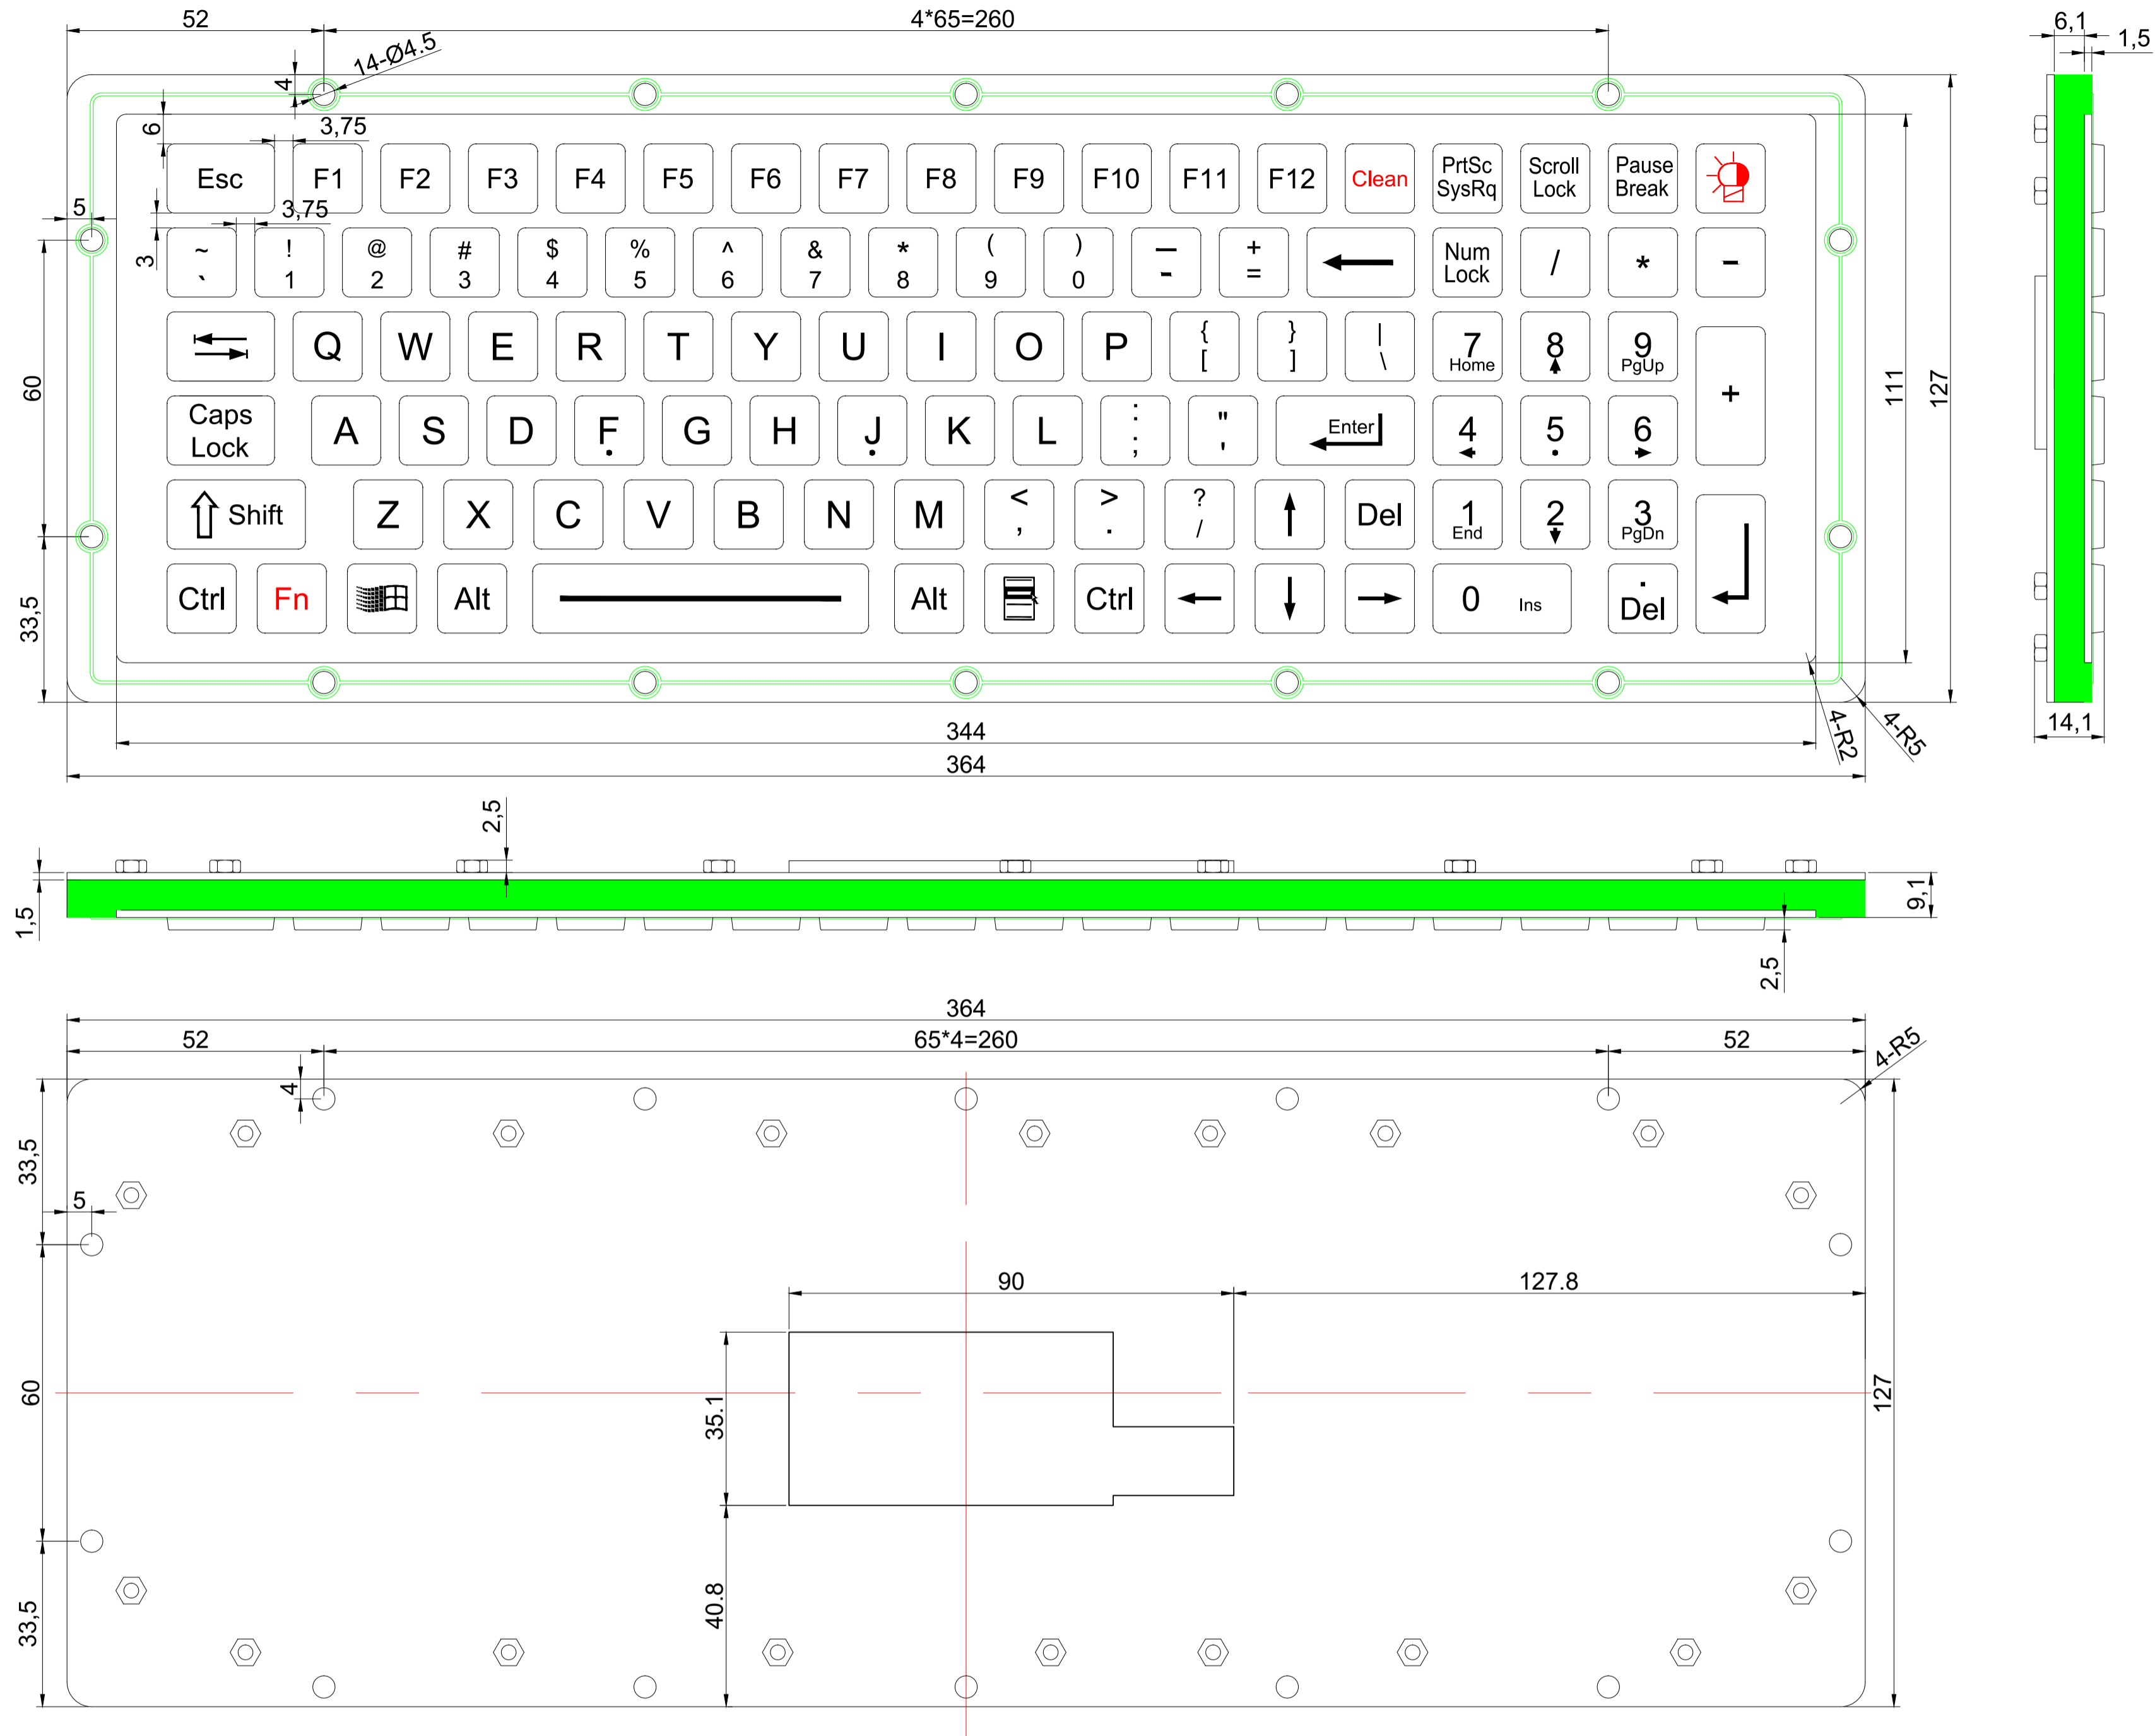 52 4*65=260 6,1 1,5
14-Ø4.5
4
6 3,75
Esc F1 F2 F3 F4 F5 F6 F7 F8 F9 F10 F11 F12 Clean PrtSc SysRq Scroll Lock Pause Break
5 3,75
3
~ ! @ # $ % ^ & * ( ) — +
` 1 2 3 4 5 6 7 8 9 0 - = Num Lock / * -
Q W E R T Y U I O P { [ } ] | \ 7 Home 8 9 PgUp
60 111 127
+
Caps Lock A S D F G H J K L : ; " ' Enter 4 5 6
Shift Z X C V B N M < , > . ? / Del 1 End 2 3 PgDn
33,5
Ctrl Fn Alt Alt Ctrl 0 Ins . Del
344 4-R2 4-R5 14,1
364
2,5
1,5 9,1
2,5
364
52 65*4=260 52 4-R5
4
33,5
5
90 127.8
60 35.1 127
33,5 40.8